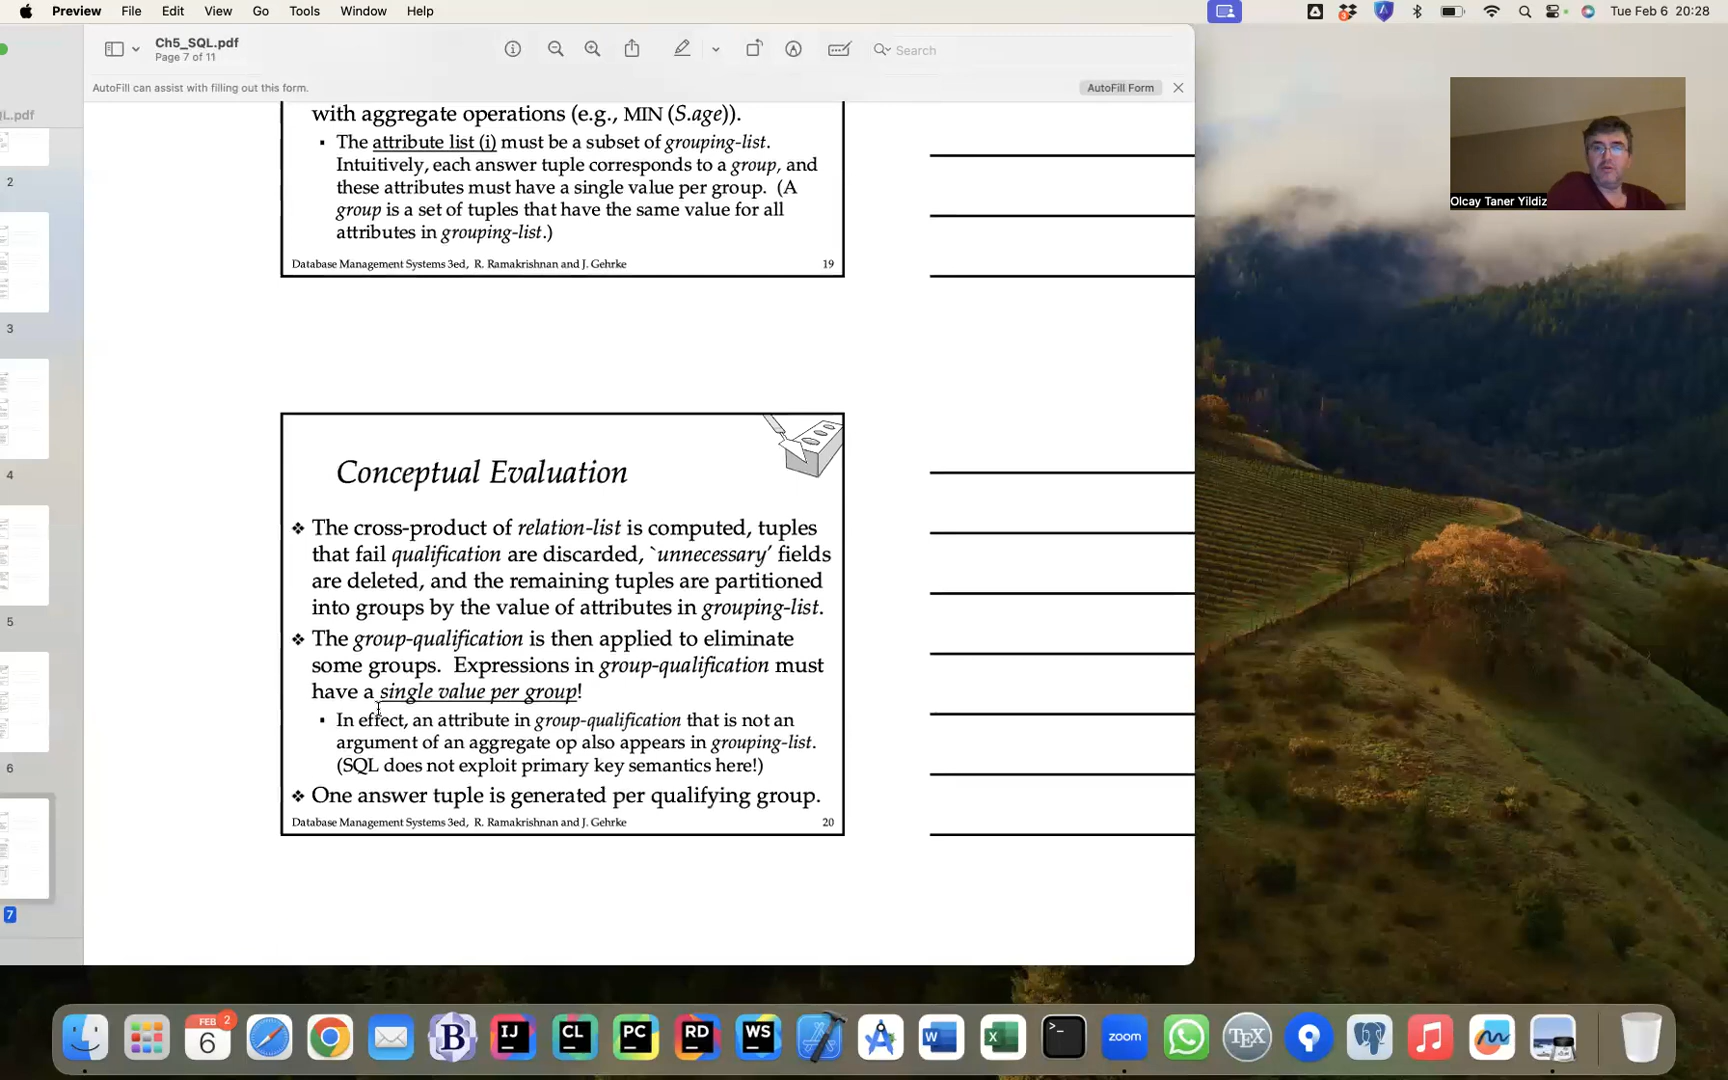 Preview File Edit View Go Tools Window Help
Tue Feb 6 20:28
Ch5_SQL.pdf
Page 7 of 11
Search
AutoFill can assist with filling out this form.
AutoFill Form
L.pdf
2
3
4
5
6
7
with aggregate operations (e.g., MIN (S.age)).
▪ The attribute list (i) must be a subset of grouping-list.
Intuitively, each answer tuple corresponds to a group, and
these attributes must have a single value per group. (A
group is a set of tuples that have the same value for all
attributes in grouping-list.)
Database Management Systems 3ed, R. Ramakrishnan and J. Gehrke 19
Conceptual Evaluation
❖ The cross-product of relation-list is computed, tuples
that fail qualification are discarded, `unnecessary' fields
are deleted, and the remaining tuples are partitioned
into groups by the value of attributes in grouping-list.
❖ The group-qualification is then applied to eliminate
some groups. Expressions in group-qualification must
have a single value per group!
▪ In effect, an attribute in group-qualification that is not an
argument of an aggregate op also appears in grouping-list.
(SQL does not exploit primary key semantics here!)
❖ One answer tuple is generated per qualifying group.
Database Management Systems 3ed, R. Ramakrishnan and J. Gehrke 20
Olcay Taner Yildiz
FEB 2
6
B
IJ
CL
PC
RD
WS
W
X
>_
zoom
TEX